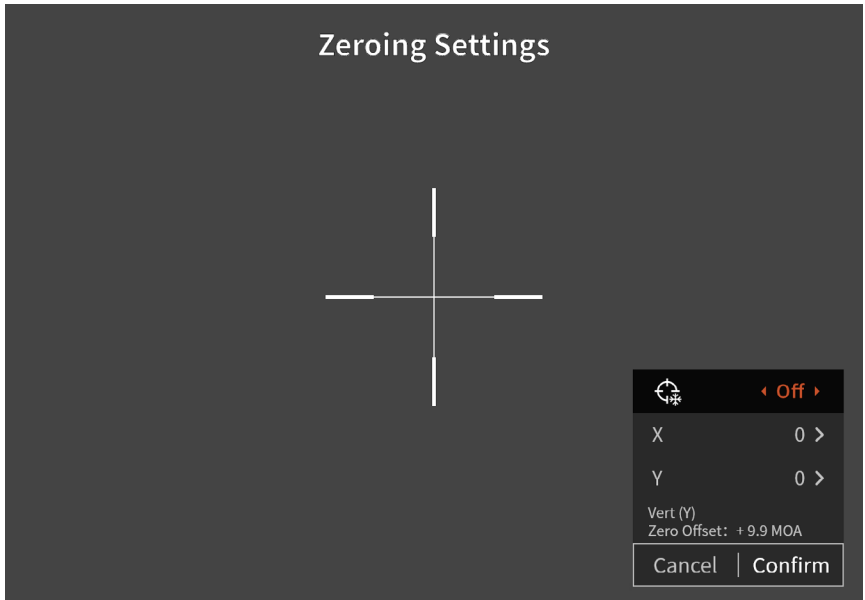 Zeroing Settings
Off
X 0
Y 0
Vert (Y)
Zero Offset: + 9.9 MOA
Cancel | Confirm